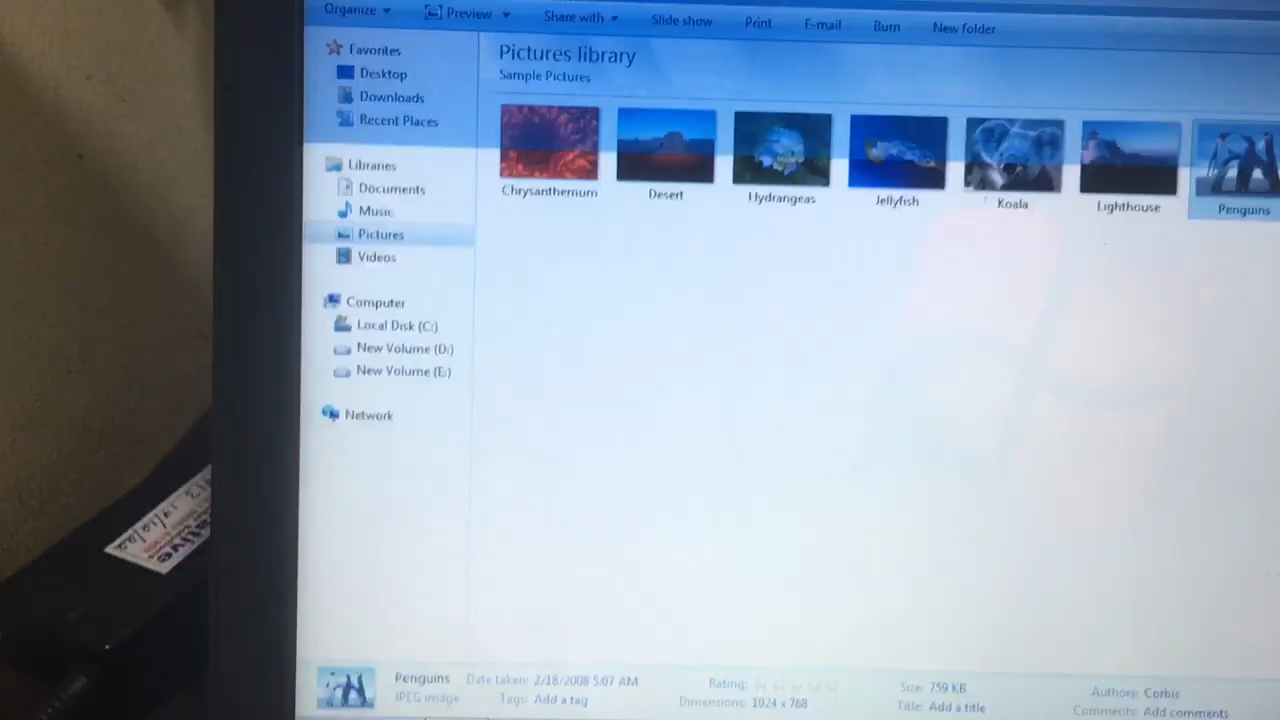 Organize Preview Share with Slide show Print E-mail Burn New folder
Favorites
Desktop
Downloads
Recent Places
Libraries
Documents
Music
Pictures
Videos
Computer
Local Disk (C:)
New Volume (D:)
New Volume (E:)
Network
Pictures library
Sample Pictures
Chrysanthemum Desert Hydrangeas Jellyfish Koala Lighthouse Penguins
Penguins Date taken: 2/18/2008 5:07 AM Rating: Size: 759 KB Authors: Corbis
JPEG image Tags: Add a tag Dimensions: 1024 x 768 Title: Add a title Comments: Add comments